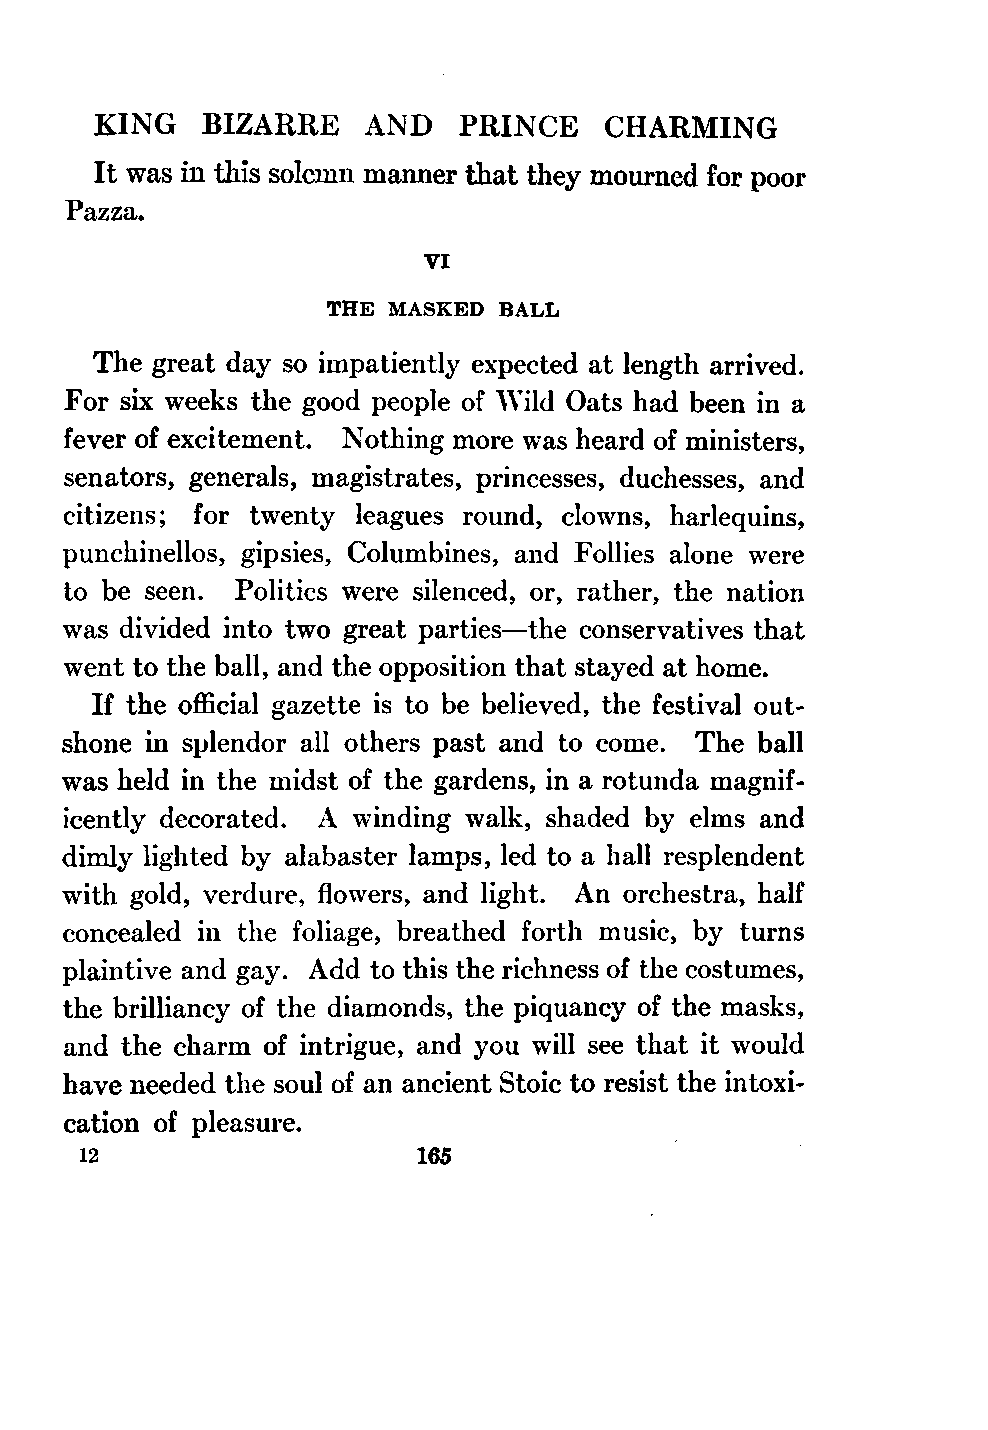 KING BIZARRE AND PRINCE CHARMING
It was in this solemn manner that they mourned for poor
Pazza.
VI
THE MASKED BALL
The great day so impatiently expected at length arrived.
For six weeks the good people of Wild Oats had been in a
fever of excitement. Nothing more was heard of ministers,
senators, generals, magistrates, princesses, duchesses, and
citizens; for twenty leagues round, clowns, harlequins,
punchinellos, gipsies, Columbines, and Follies alone were
to be seen. Politics were silenced, or, rather, the nation
was divided into two great parties—the conservatives that
went to the ball, and the opposition that stayed at home.
If the official gazette is to be believed, the festival out-
shone in splendor all others past and to come. The ball
was held in the midst of the gardens, in a rotunda magnif-
icently decorated. A winding walk, shaded by elms and
dimly lighted by alabaster lamps, led to a hall resplendent
with gold, verdure, flowers, and light. An orchestra, half
concealed in the foliage, breathed forth music, by turns
plaintive and gay. Add to this the richness of the costumes,
the brilliancy of the diamonds, the piquancy of the masks,
and the charm of intrigue, and you will see that it would
have needed the soul of an ancient Stoic to resist the intoxi-
cation of pleasure.
12 165